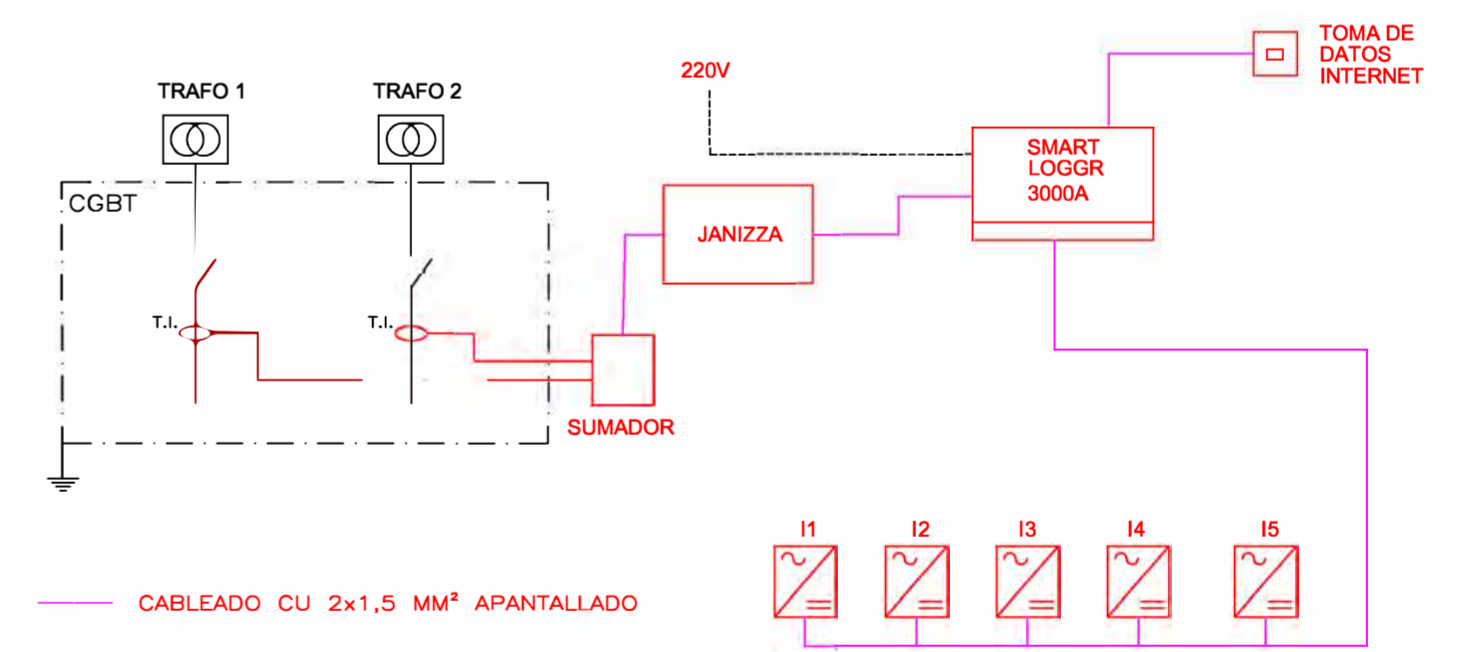 TOMA DE
DATOS
INTERNET
220V
TRAFO 1
TRAFO 2
SMART
LOGGR
3000A
CGBT
JANIZZA
T.I.
T.I.
SUMADOR
I1
I2
I3
I4
I5
CABLEADO CU 2x1,5 MM² APANTALLADO